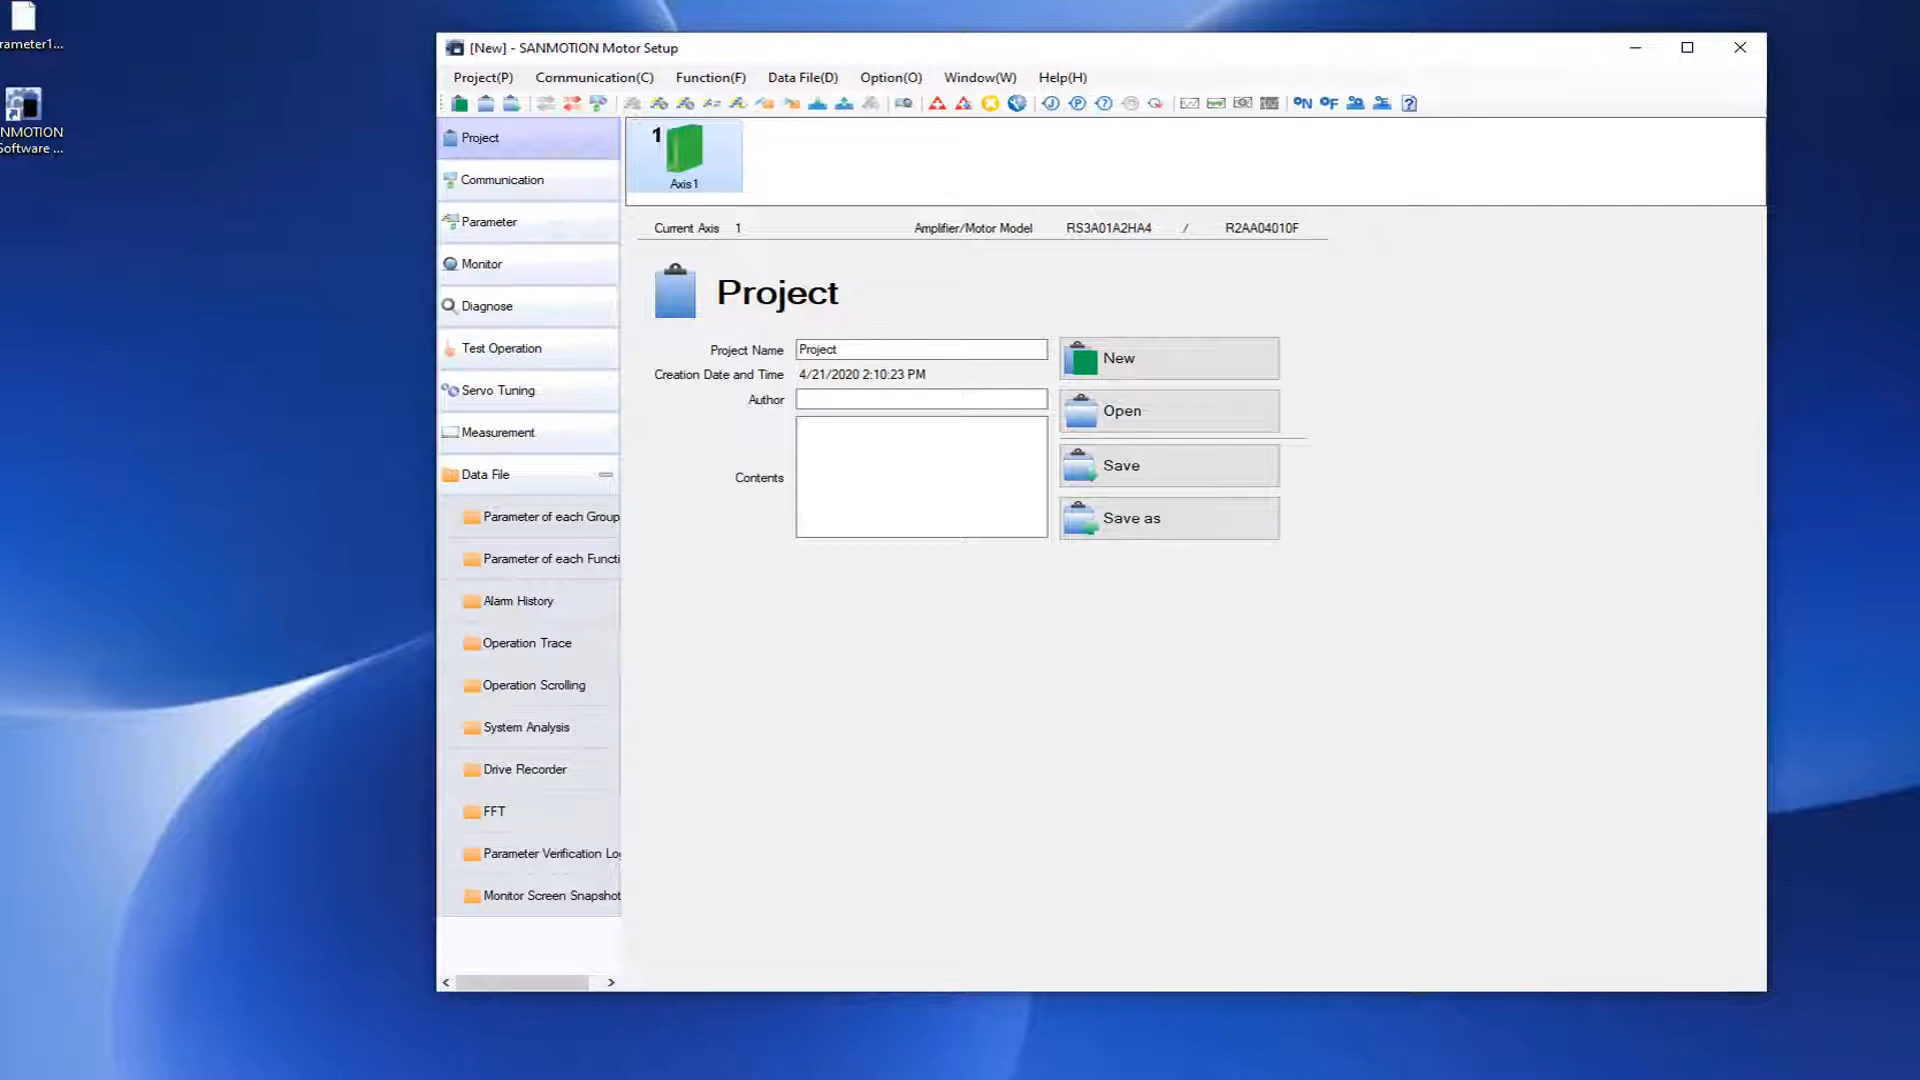 rameter1...
NMOTION
Software ...
[New] - SANMOTION Motor Setup
Project(P) Communication(C) Function(F) Data File(D) Option(O) Window(W) Help(H)
Project
Communication
Parameter
Monitor
Diagnose
Test Operation
Servo Tuning
Measurement
Data File
Parameter of each Group
Parameter of each Functi
Alarm History
Operation Trace
Operation Scrolling
System Analysis
Drive Recorder
FFT
Parameter Verification Lo
Monitor Screen Snapshot
1
Axis1
Current Axis 1 Amplifier/Motor Model RS3A01A2HA4 / R2AA04010F
Project
Project Name Project
Creation Date and Time 4/21/2020 2:10:23 PM
Author
Contents
New
Open
Save
Save as